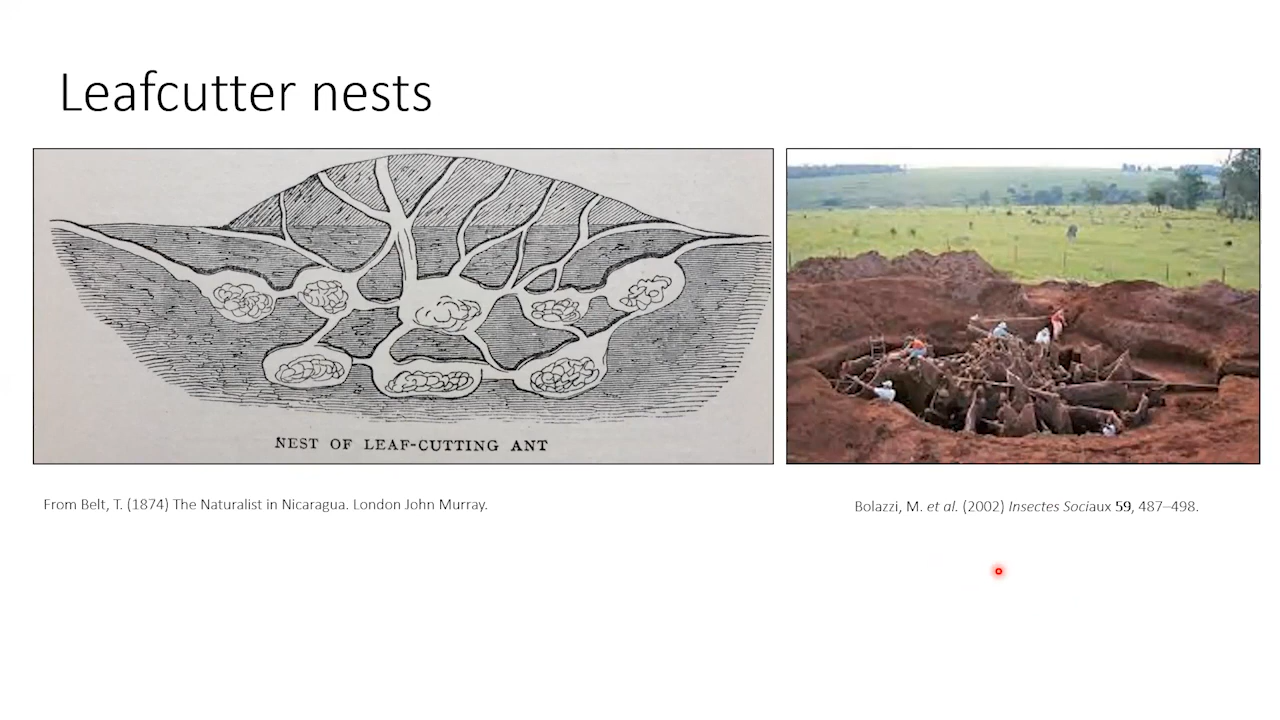 Leafcutter nests
NEST OF LEAF-CUTTING ANT
From Belt, T. (1874) The Naturalist in Nicaragua. London John Murray.
Bolazzi, M. et al. (2002) Insectes Sociaux 59, 487–498.